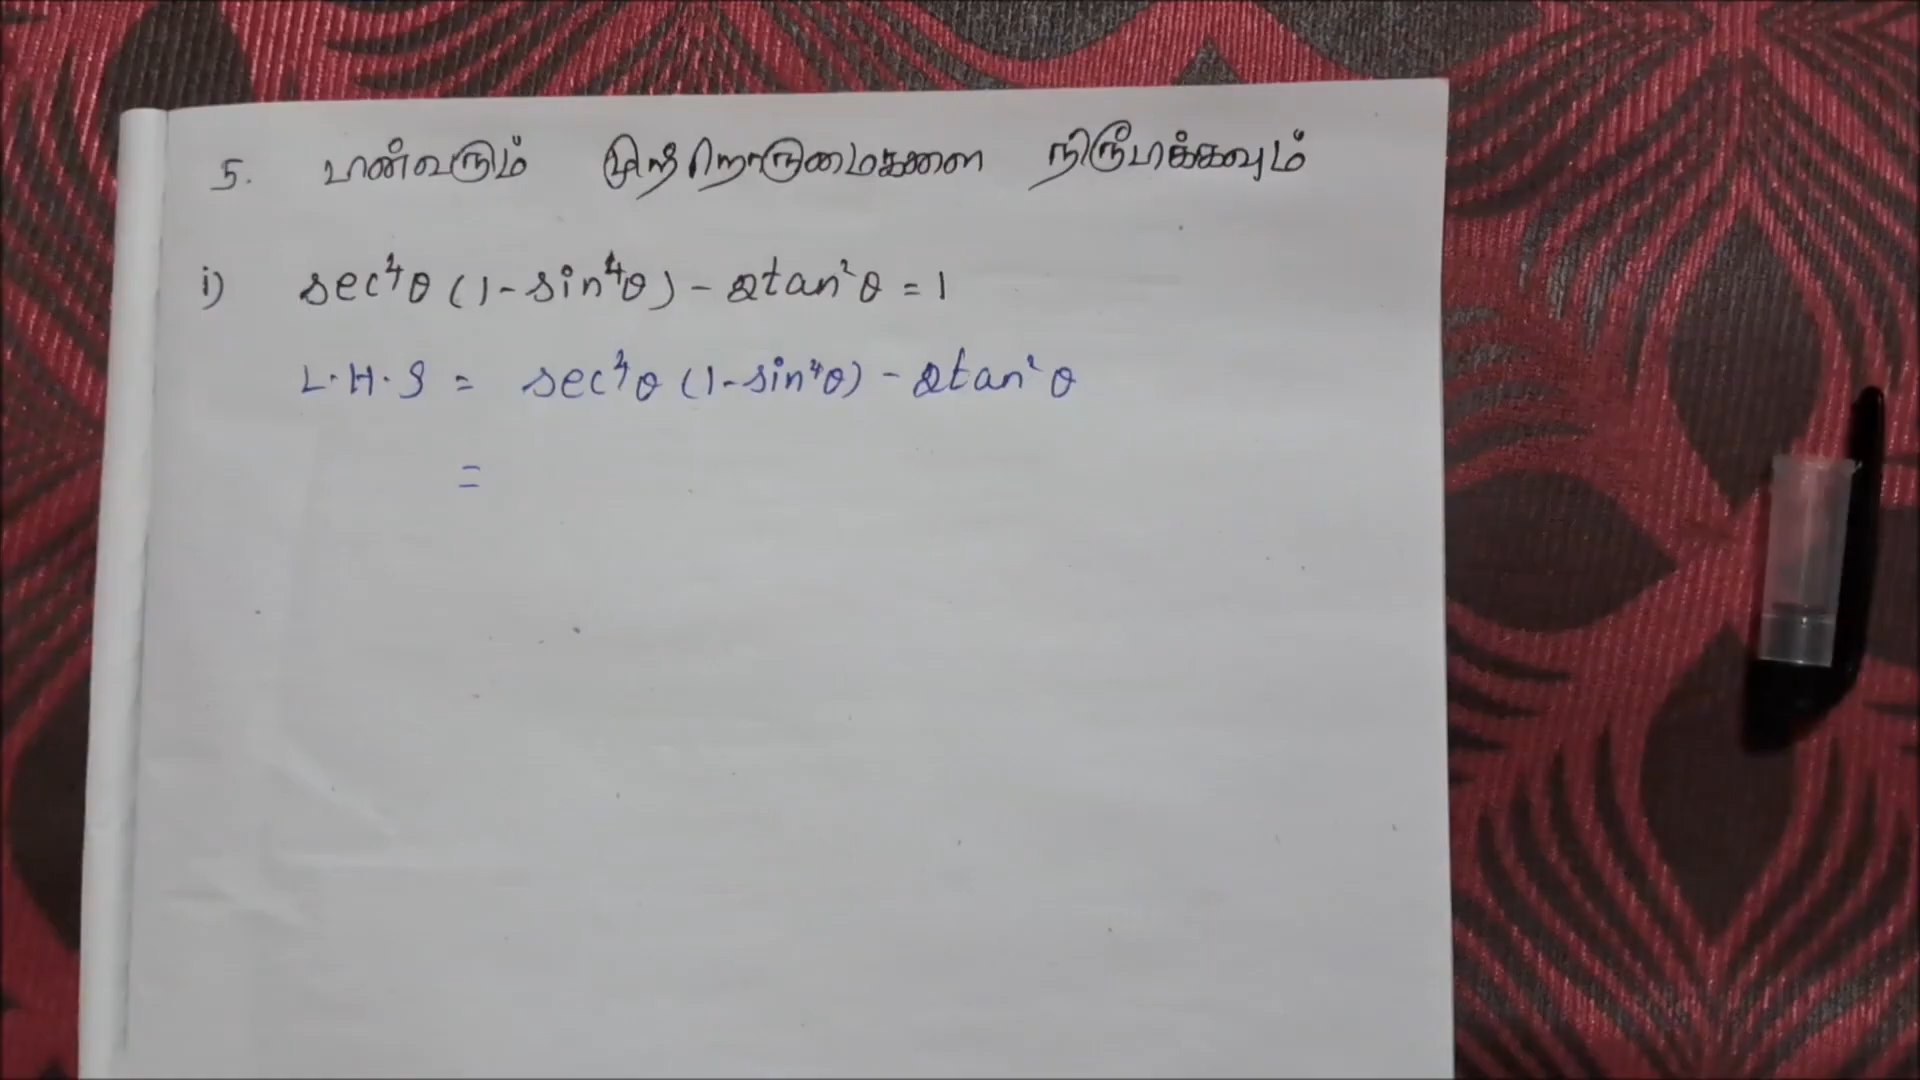 5. பின்வரும் முற்றொருமைகளை நிரூபிக்கவும்
i) sec⁴θ (1 - sin⁴θ) - 2tan²θ = 1
L.H.S = sec⁴θ (1 - sin⁴θ) - 2tan²θ
=